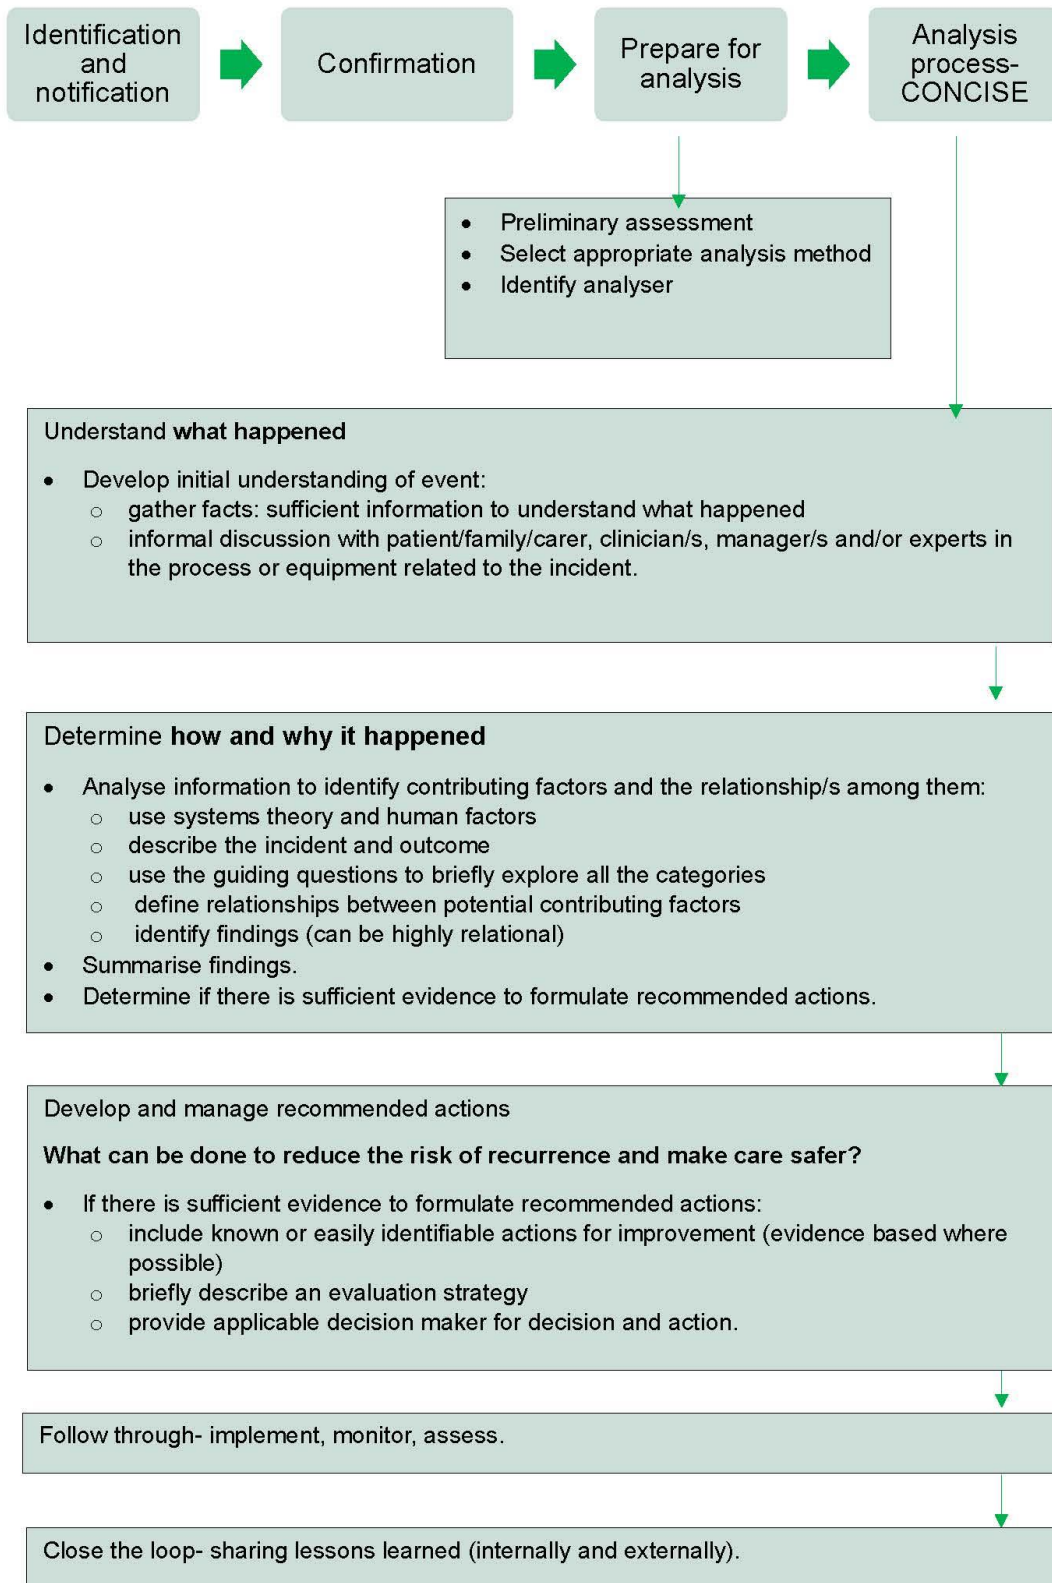 Identification
and
notification
Confirmation
Prepare for
analysis
Analysis
process-
CONCISE
• Preliminary assessment
• Select appropriate analysis method
• Identify analyser
Understand what happened
• Develop initial understanding of event:
o gather facts: sufficient information to understand what happened
o informal discussion with patient/family/carer, clinician/s, manager/s and/or experts in
the process or equipment related to the incident.
Determine how and why it happened
• Analyse information to identify contributing factors and the relationship/s among them:
o use systems theory and human factors
o describe the incident and outcome
o use the guiding questions to briefly explore all the categories
o define relationships between potential contributing factors
o identify findings (can be highly relational)
• Summarise findings.
• Determine if there is sufficient evidence to formulate recommended actions.
Develop and manage recommended actions
What can be done to reduce the risk of recurrence and make care safer?
• If there is sufficient evidence to formulate recommended actions:
o include known or easily identifiable actions for improvement (evidence based where
possible)
o briefly describe an evaluation strategy
o provide applicable decision maker for decision and action.
Follow through- implement, monitor, assess.
Close the loop- sharing lessons learned (internally and externally).